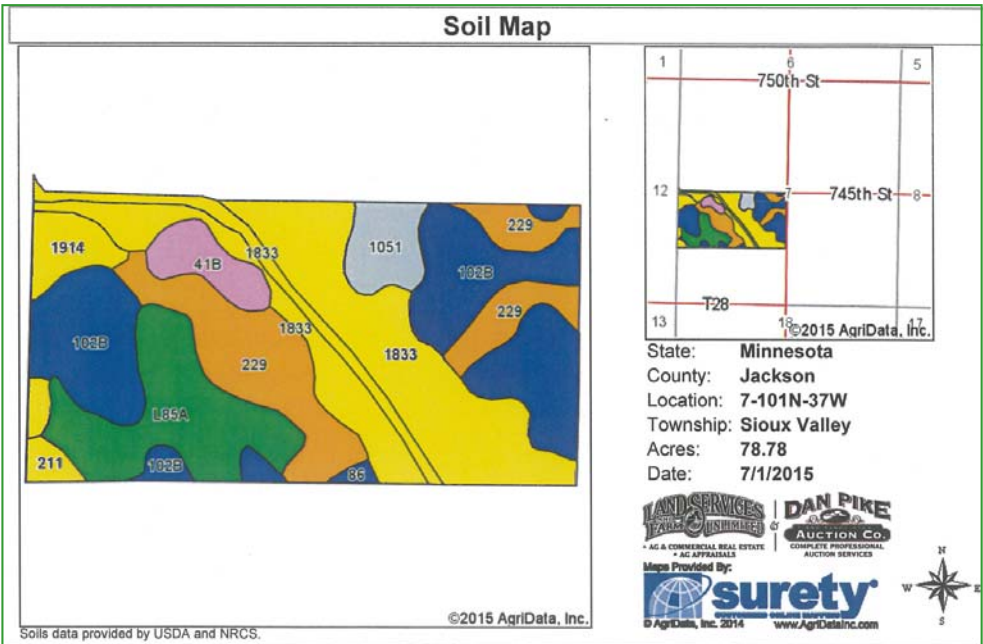 Soil Map
1914
41B
1833
1051
229
102B
229
102B
1833
1833
229
L85A
211
102B
86
©2015 AgriData, Inc.
Soils data provided by USDA and NRCS.
1
6
5
750th St
12
7
745th St
8
T28
13
18
17
©2015 AgriData, Inc.
State: Minnesota
County: Jackson
Location: 7-101N-37W
Township: Sioux Valley
Acres: 78.78
Date: 7/1/2015
LAND SERVICES
FARM UNLIMITED
• AG & COMMERCIAL REAL ESTATE
• AG APPRAISALS
&
DAN PIKE
AUCTION CO.
COMPLETE PROFESSIONAL
AUCTION SERVICES
Maps Provided By:
surety
CUSTOMIZED ONLINE MAPPING
© AgriData, Inc. 2014 www.AgriDataInc.com
N
W E
S